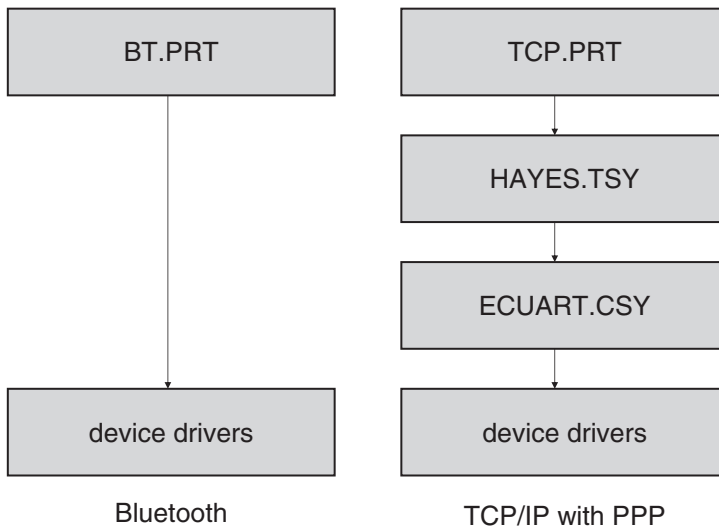 BT.PRT
device drivers
Bluetooth
TCP.PRT
HAYES.TSY
ECUART.CSY
device drivers
TCP/IP with PPP